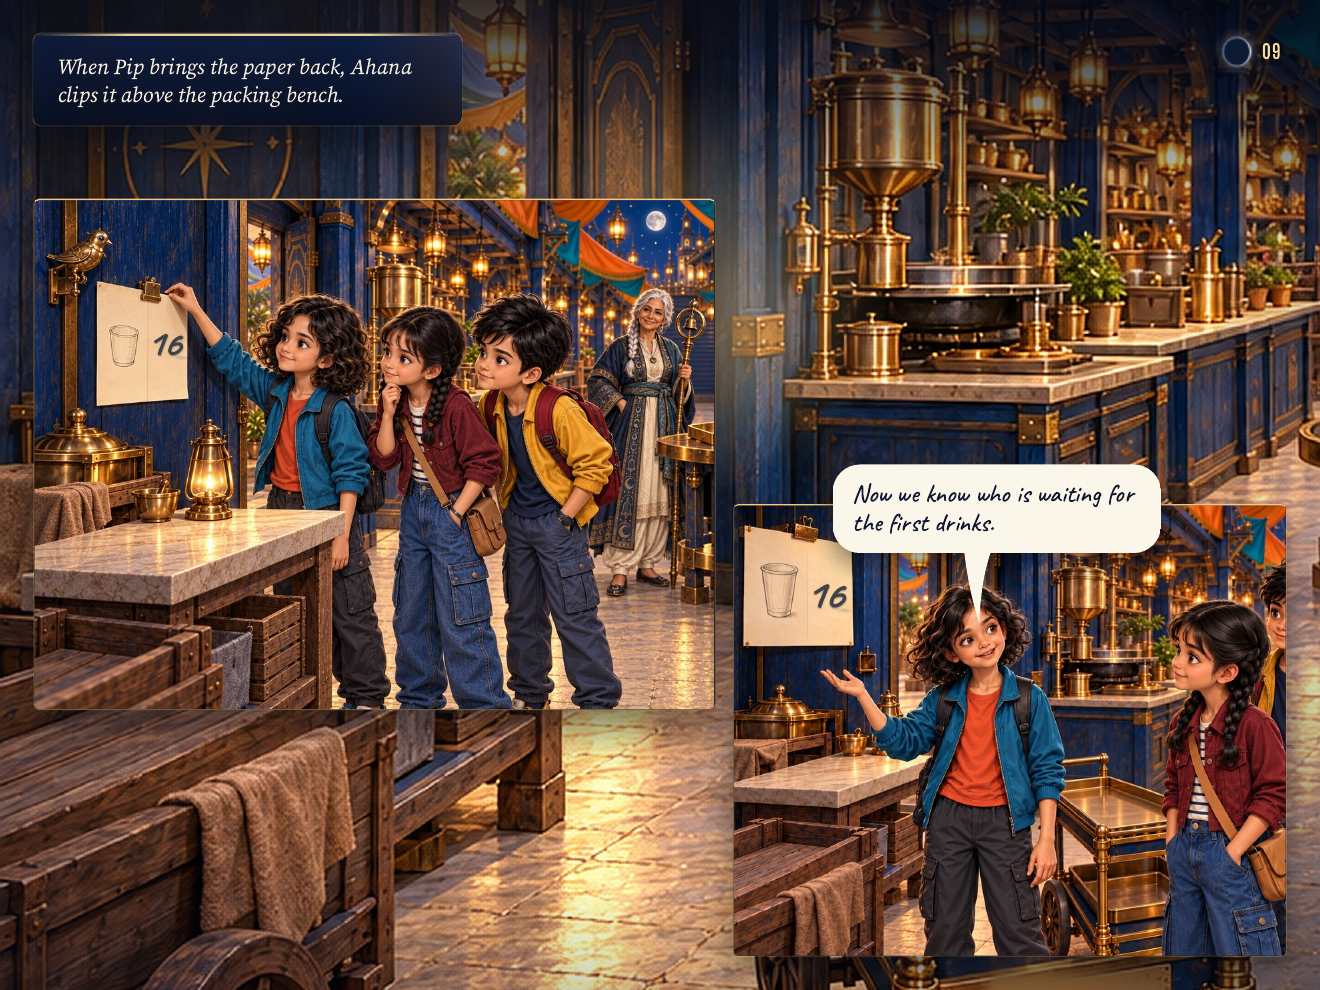 When Pip brings the paper back, Ahana
clips it above the packing bench.
09
16
Now we know who is waiting for
the first drinks.
16